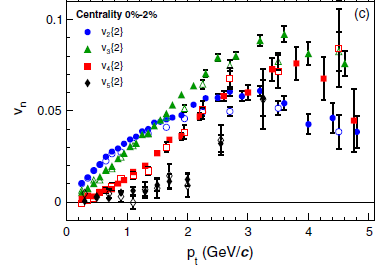 (c)
Centrality 0%-2%
v2{2}
v3{2}
v4{2}
v5{2}
0.1
0.05
0
vn
0 1 2 3 4 5
pt (GeV/c)